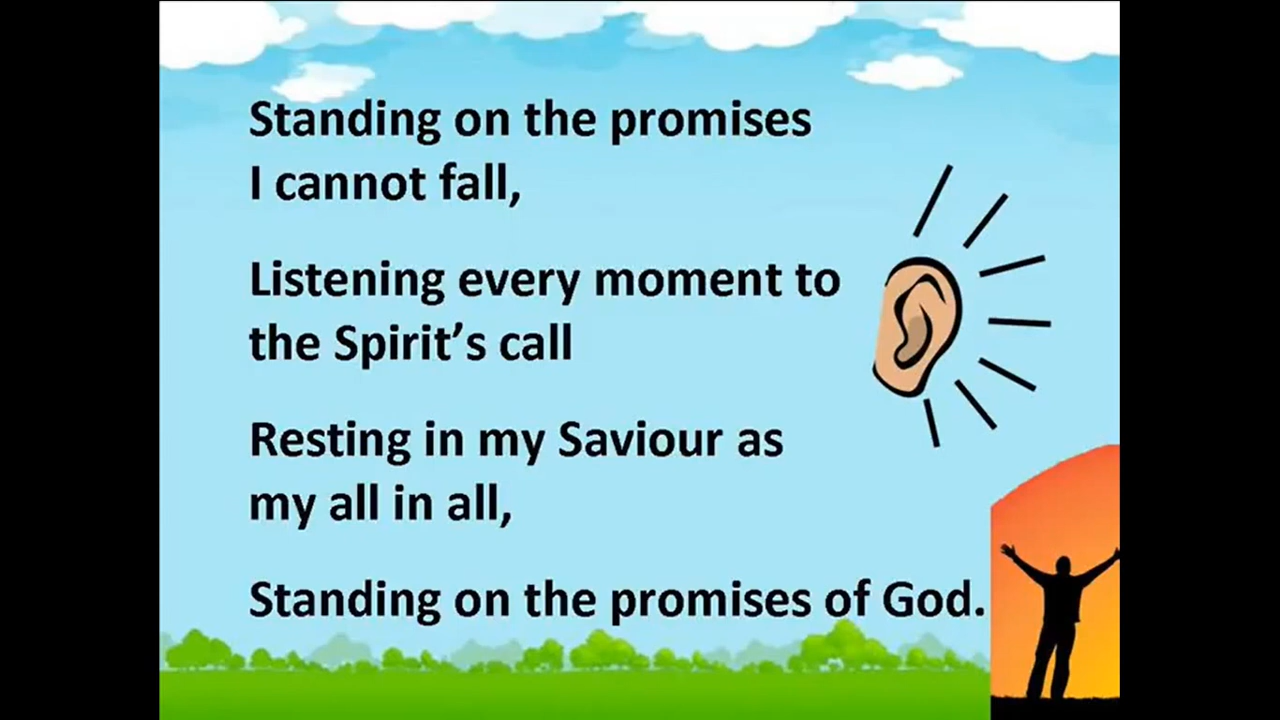 Standing on the promises
I cannot fall,
Listening every moment to
the Spirit’s call
Resting in my Saviour as
my all in all,
Standing on the promises of God.